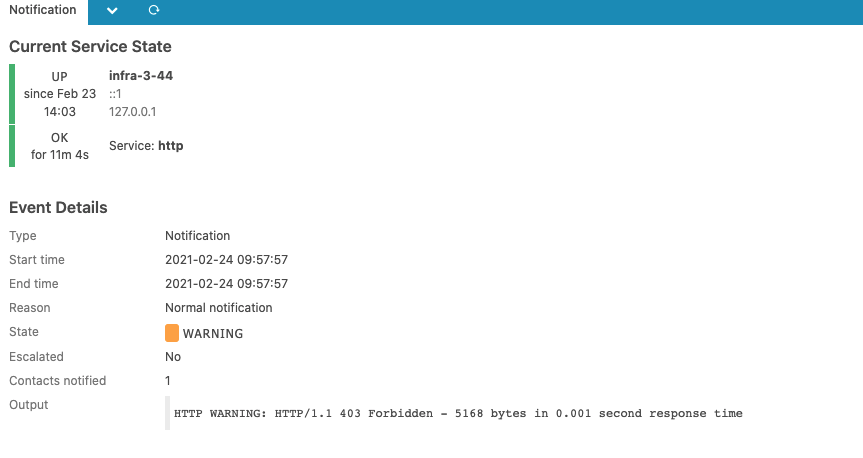 Notification
Current Service State
UP
since Feb 23
14:03
infra-3-44
::1
127.0.0.1
OK
for 11m 4s
Service: http
Event Details
Type Notification
Start time 2021-02-24 09:57:57
End time 2021-02-24 09:57:57
Reason Normal notification
State WARNING
Escalated No
Contacts notified 1
Output HTTP WARNING: HTTP/1.1 403 Forbidden - 5168 bytes in 0.001 second response time